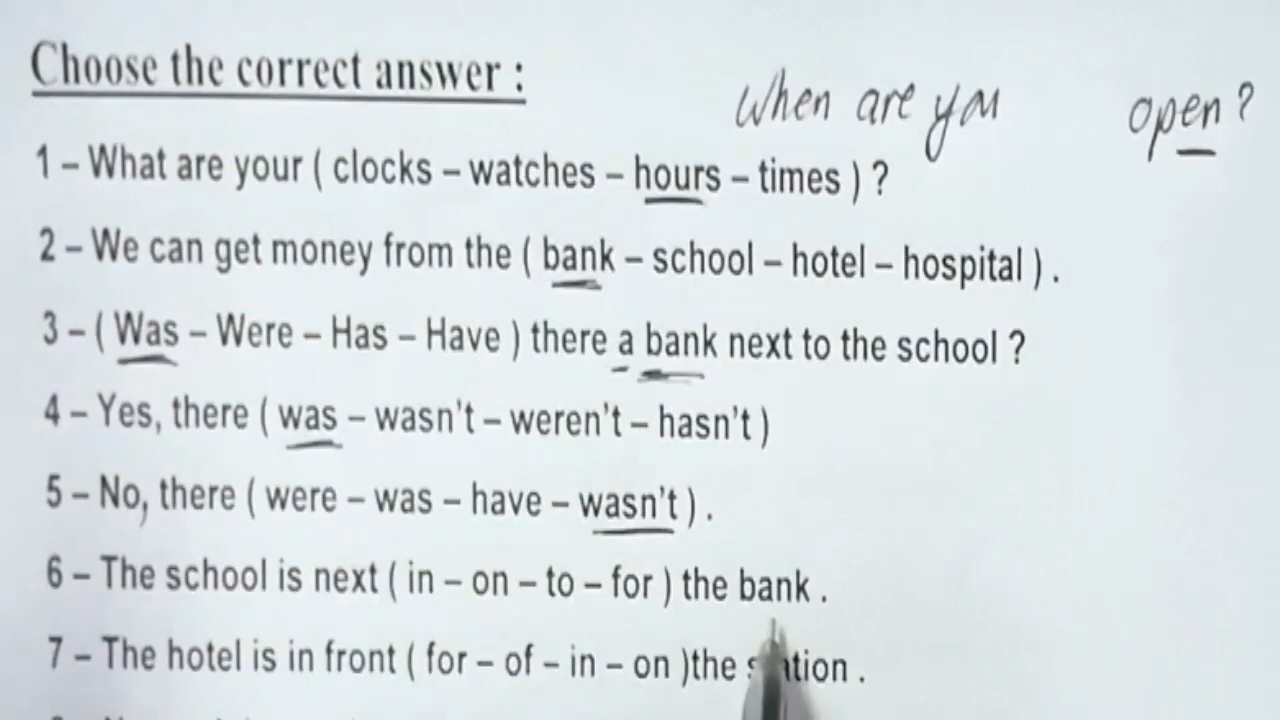 Choose the correct answer :
When are you open?
1 – What are your ( clocks – watches – hours – times ) ?
2 – We can get money from the ( bank – school – hotel – hospital ) .
3 – ( Was – Were – Has – Have ) there a bank next to the school ?
4 – Yes, there ( was – wasn't – weren't – hasn't )
5 – No, there ( were – was – have – wasn't ) .
6 – The school is next ( in – on – to – for ) the bank .
7 – The hotel is in front ( for – of – in – on )the .